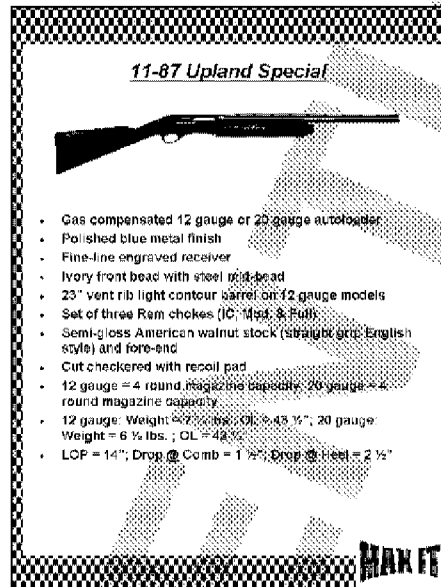 11-87 Upland Special
• Gas compensated 12 gauge or 20 gauge autoloader
• Polished blue metal finish
• Fine-line engraved receiver
• Ivory front bead with steel mid-bead
• 23" vent rib light contour barrel on 12 gauge models
• Set of three Rem chokes (IC, Mod, & Full)
• Semi-gloss American walnut stock (straight grip English
style) and fore-end
• Cut checkered with recoil pad
• 12 gauge = 4 round magazine capacity, 20 gauge = 4
round magazine capacity
• 12 gauge: Weight = 7 lbs.; OL = 43 ½"; 20 gauge:
Weight = 6 ½ lbs. ; OL =
• LOP = 14"; Drop @ Comb = 1 ½"; Drop @ Heel = 2 ½"